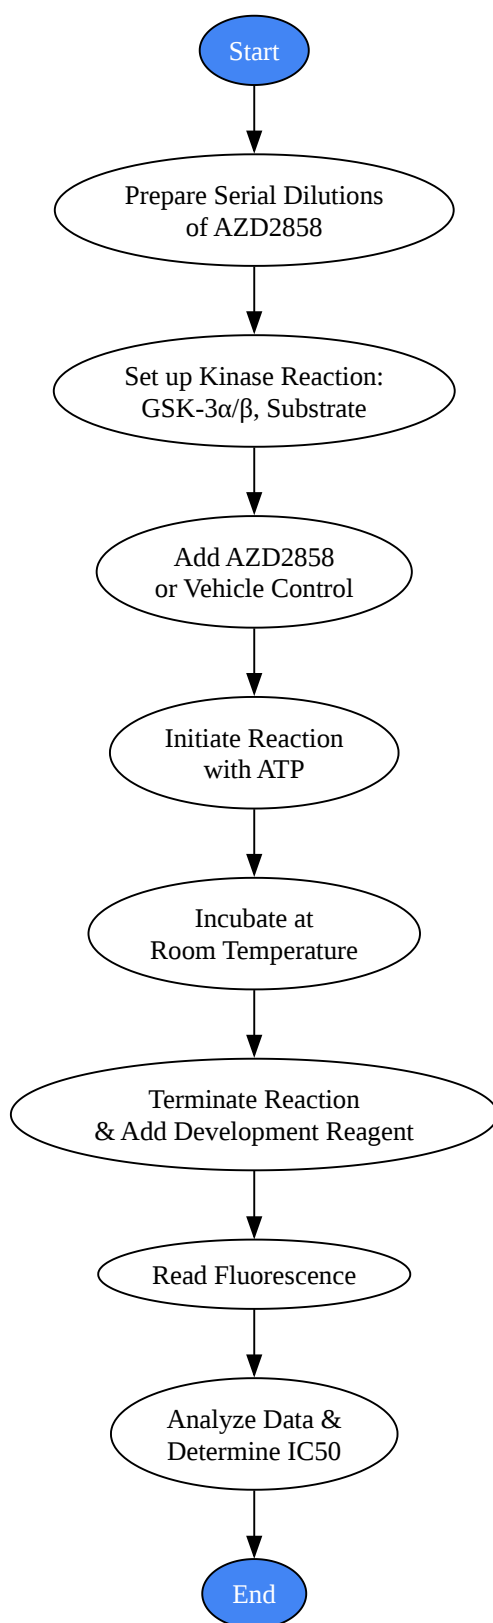 Start
Prepare Serial Dilutions
of AZD2858
Set up Kinase Reaction:
GSK-3α/β, Substrate
Add AZD2858
or Vehicle Control
Initiate Reaction
with ATP
Incubate at
Room Temperature
Terminate Reaction
& Add Development Reagent
Read Fluorescence
Analyze Data &
Determine IC50
End